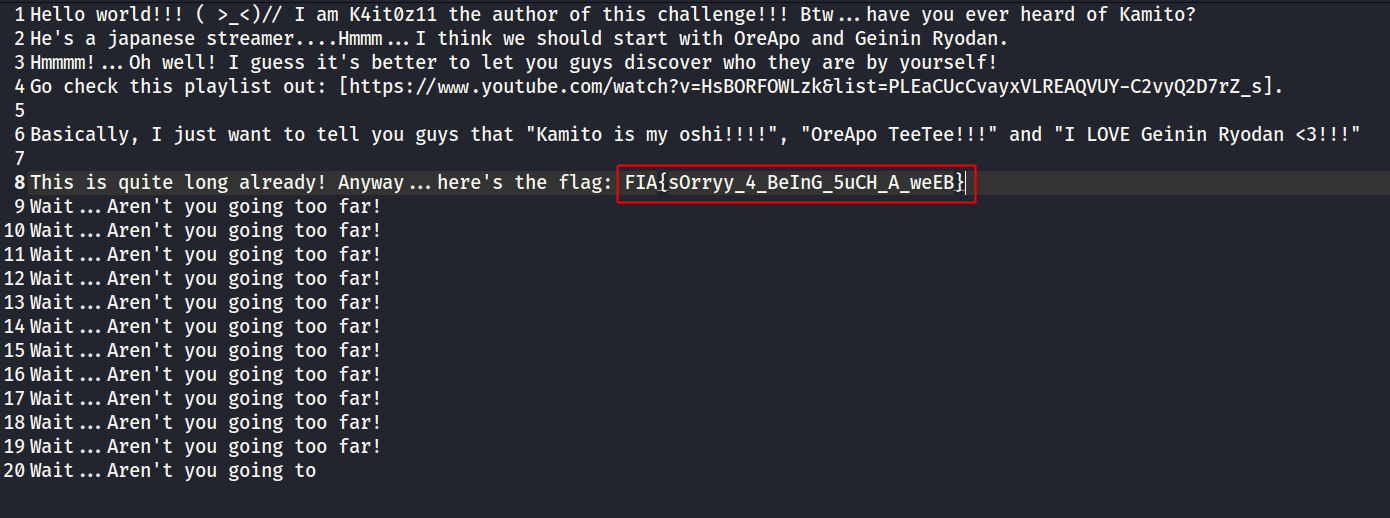 1 Hello world!!! ( >_<)// I am K4it0z11 the author of this challenge!!! Btw...have you ever heard of Kamito?
2 He's a japanese streamer....Hmmm...I think we should start with OreApo and Geinin Ryodan.
3 Hmmmm!...Oh well! I guess it's better to let you guys discover who they are by yourself!
4 Go check this playlist out: [https://www.youtube.com/watch?v=HsBORFOWLzk&list=PLEaCUcCvayxVLREAQVUY-C2vyQ2D7rZ_s].
5
6 Basically, I just want to tell you guys that "Kamito is my oshi!!!!", "OreApo TeeTee!!!" and "I LOVE Geinin Ryodan <3!!!"
7
8 This is quite long already! Anyway...here's the flag: FIA{sOrryy_4_BeInG_5uCH_A_weEB}
9 Wait...Aren't you going too far!
10 Wait...Aren't you going too far!
11 Wait...Aren't you going too far!
12 Wait...Aren't you going too far!
13 Wait...Aren't you going too far!
14 Wait...Aren't you going too far!
15 Wait...Aren't you going too far!
16 Wait...Aren't you going too far!
17 Wait...Aren't you going too far!
18 Wait...Aren't you going too far!
19 Wait...Aren't you going too far!
20 Wait...Aren't you going to